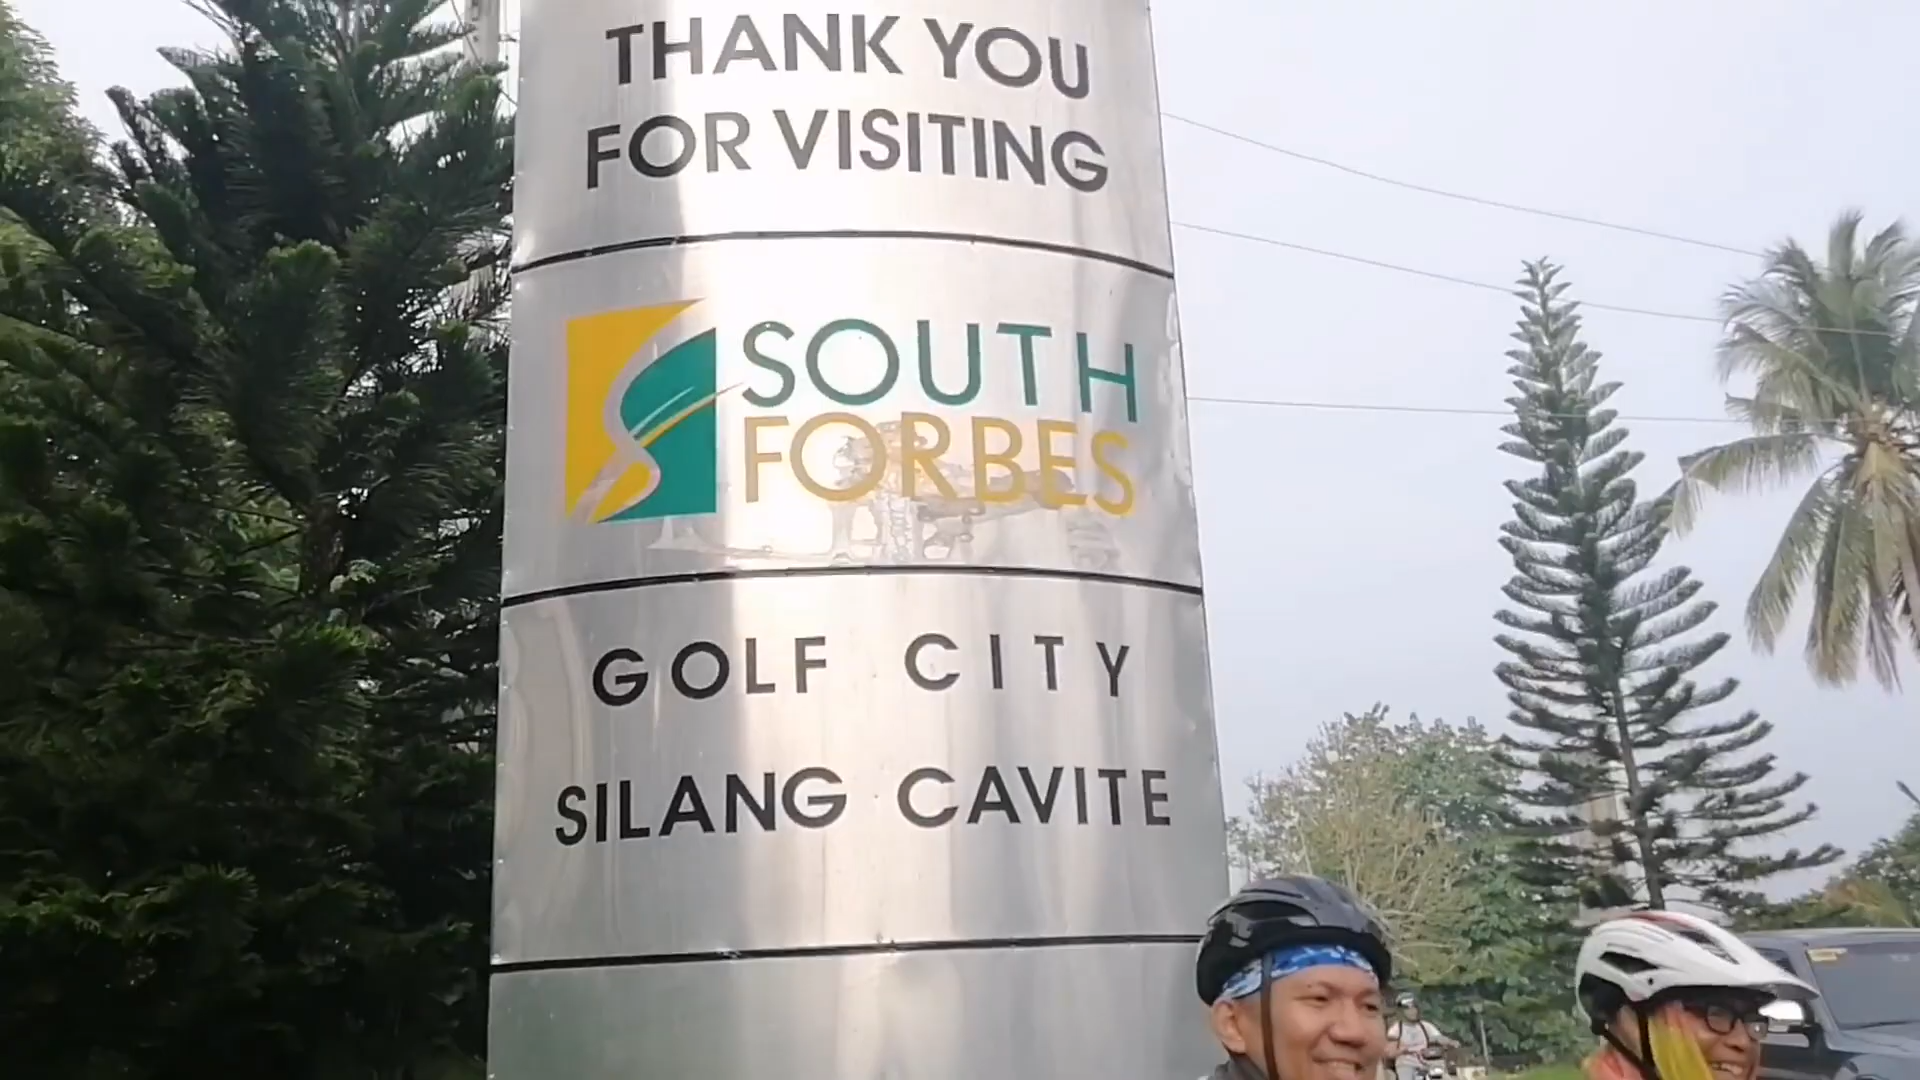 THANK YOU
FOR VISITING
SOUTH
FORBES
GOLF CITY
SILANG CAVITE